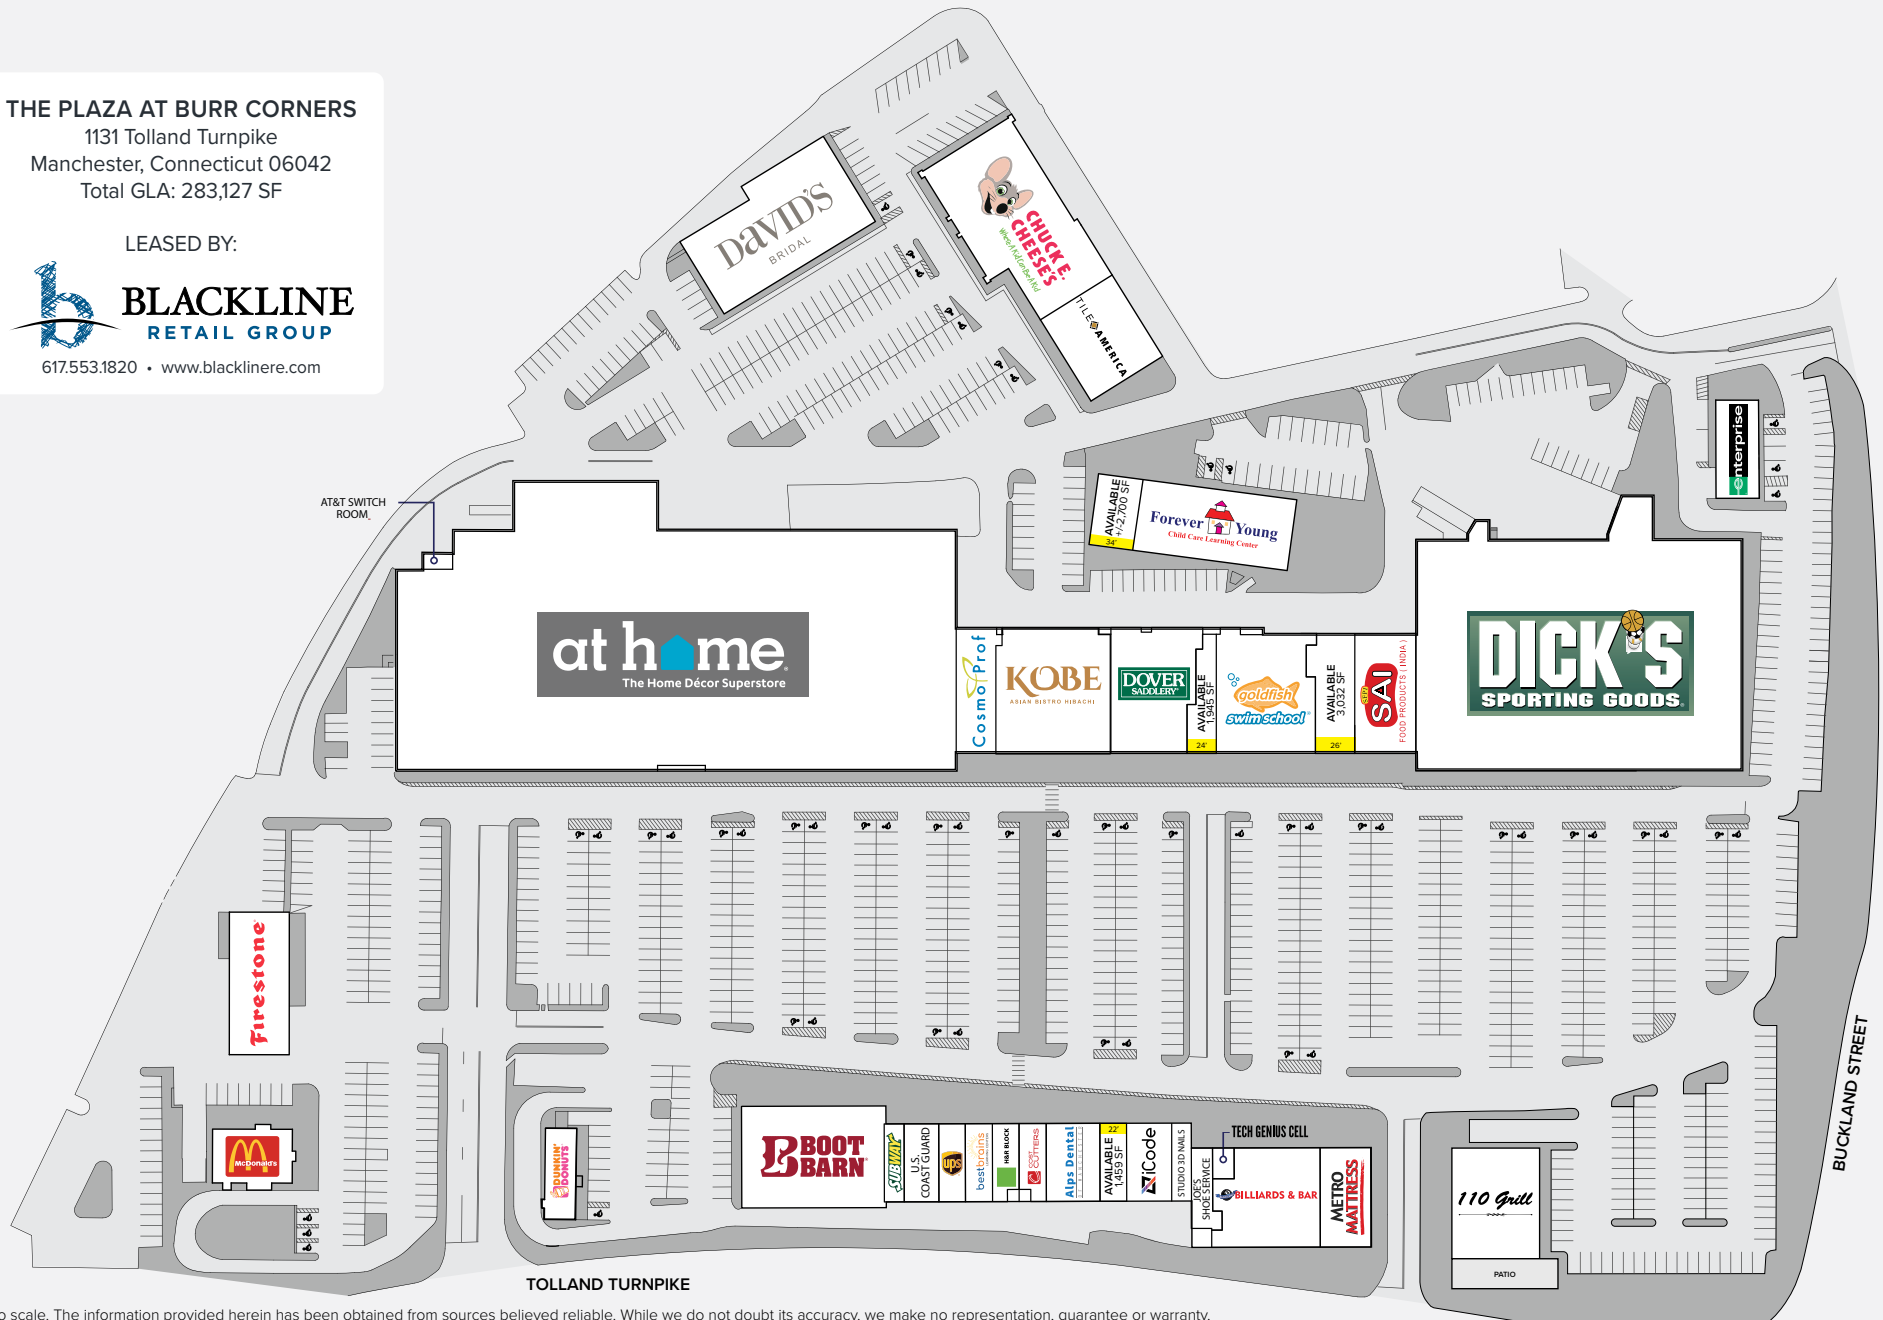 THE PLAZA AT BURR CORNERS
1131 Tolland Turnpike
Manchester, Connecticut 06042
Total GLA: 283,127 SF
LEASED BY:
b
BLACKLINE
RETAIL GROUP
617.553.1820 • www.blacklinere.com
DAVID'S
BRIDAL
CHUCK E.
CHEESE'S
Where A Kid Can Be A Kid
TILE AMERICA
enterprise
AT&T SWITCH
ROOM
AVAILABLE
+/-2,700 SF
34'
Forever Young
Child Care Learning Center
at home
The Home Décor Superstore
CosmoProf
KOBE
ASIAN BISTRO HIBACHI
DOVER
SADDLERY
AVAILABLE
1,945 SF
24'
goldfish
swim school
AVAILABLE
3,032 SF
26'
SAI
FOOD PRODUCTS (INDIA)
DICK'S
SPORTING GOODS
Firestone
McDonald's
DUNKIN'
DONUTS
BOOT
BARN
SUBWAY
U.S.
COAST GUARD
ups
bestbrains
H&R BLOCK
COST
CUTTERS
Alps Dental
22'
AVAILABLE
1,459 SF
iCode
STUDIO 3D NAILS
JOE'S
SHOE SERVICE
TECH GENIUS CELL
BILLIARDS & BAR
METRO
MATTRESS
110 Grill
PATIO
BUCKLAND STREET
TOLLAND TURNPIKE
o scale. The information provided herein has been obtained from sources believed reliable. While we do not doubt its accuracy, we make no representation, guarantee or warranty.